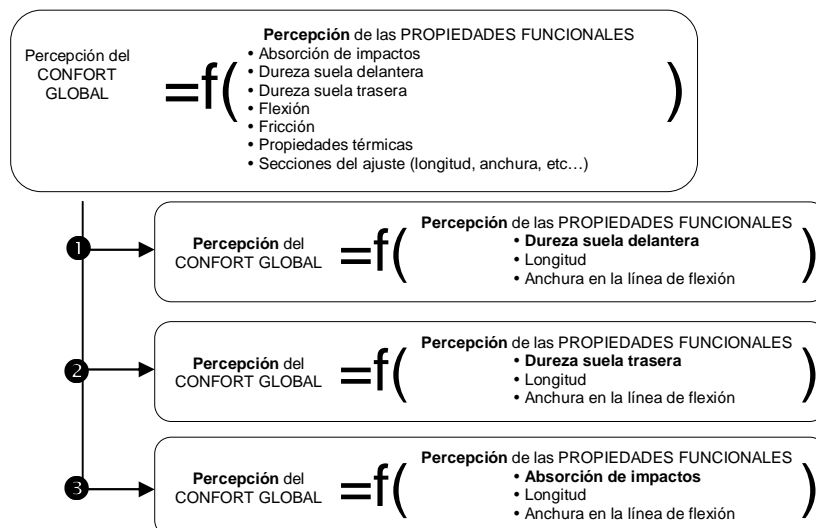 Percepción del
CONFORT
GLOBAL
=f(
Percepción de las PROPIEDADES FUNCIONALES
• Absorción de impactos
• Dureza suela delantera
• Dureza suela trasera
• Flexión
• Fricción
• Propiedades térmicas
• Secciones del ajuste (longitud, anchura, etc…)
)
1
Percepción del
CONFORT GLOBAL
=f(
Percepción de las PROPIEDADES FUNCIONALES
• Dureza suela delantera
• Longitud
• Anchura en la línea de flexión
)
2
Percepción del
CONFORT GLOBAL
=f(
Percepción de las PROPIEDADES FUNCIONALES
• Dureza suela trasera
• Longitud
• Anchura en la línea de flexión
)
3
Percepción del
CONFORT GLOBAL
=f(
Percepción de las PROPIEDADES FUNCIONALES
• Absorción de impactos
• Longitud
• Anchura en la línea de flexión
)